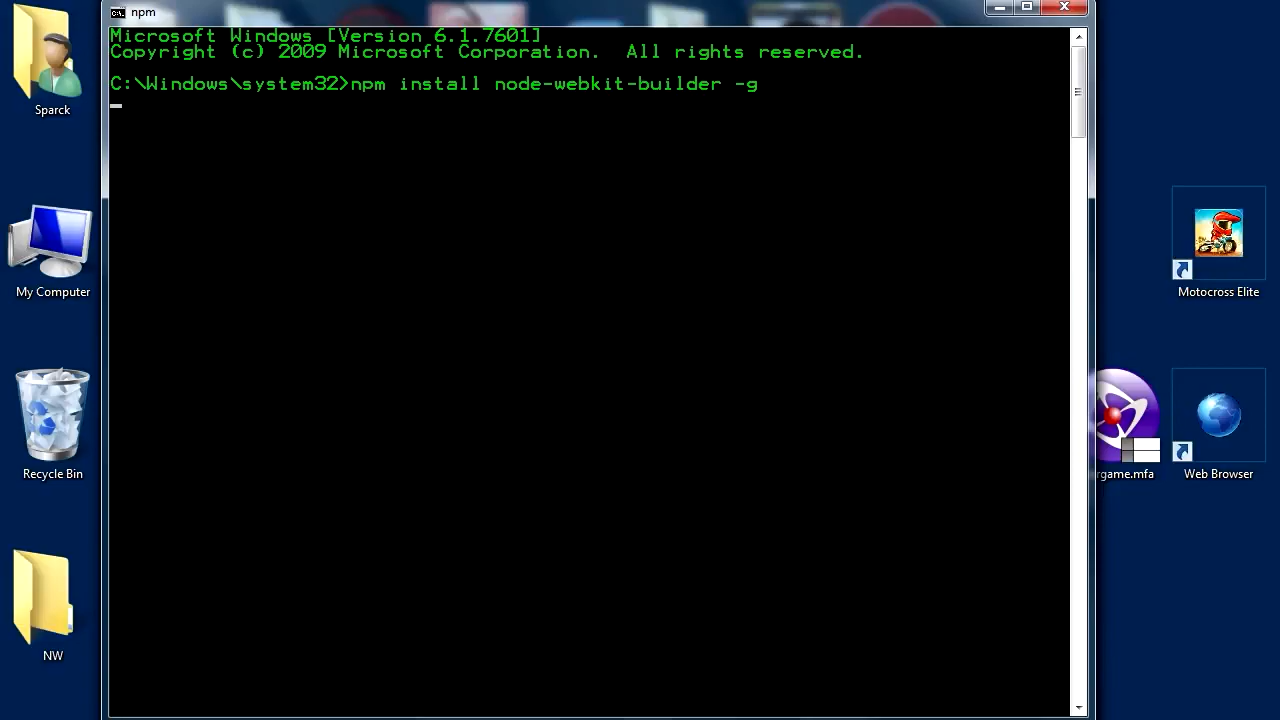 npm
Microsoft Windows [Version 6.1.7601]
Copyright (c) 2009 Microsoft Corporation.  All rights reserved.
C:\Windows\system32>npm install node-webkit-builder -g
Sparck
My Computer
Motocross Elite
Recycle Bin
rgame.mfa
Web Browser
NW